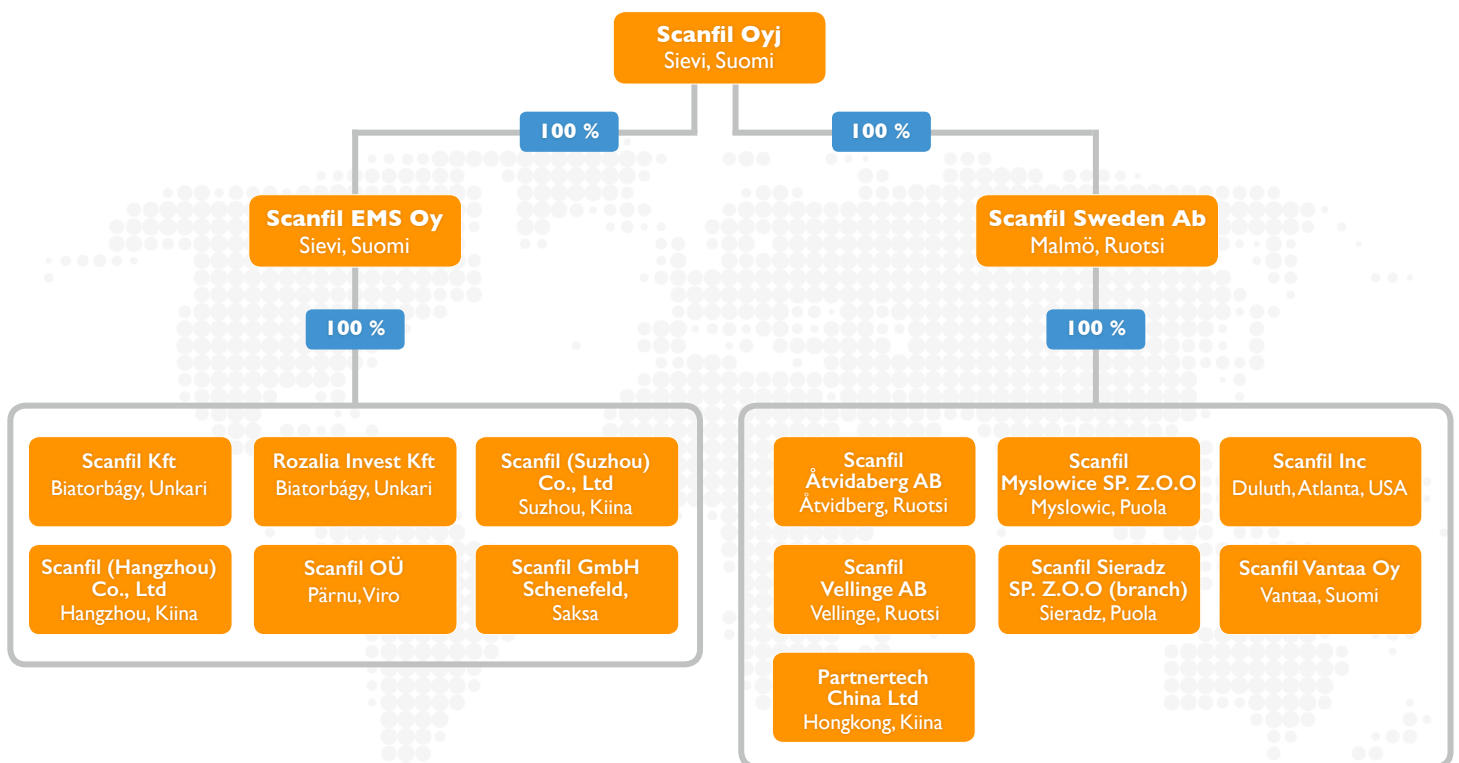 Scanfil Oyj
Sievi, Suomi
100 %
100 %
Scanfil EMS Oy
Sievi, Suomi
Scanfil Sweden Ab
Malmö, Ruotsi
100 %
100 %
Scanfil Kft
Biatorbágy, Unkari
Rozalia Invest Kft
Biatorbágy, Unkari
Scanfil (Suzhou)
Co., Ltd
Suzhou, Kiina
Scanfil (Hangzhou)
Co., Ltd
Hangzhou, Kiina
Scanfil OÜ
Pärnu, Viro
Scanfil GmbH
Schenefeld,
Saksa
Scanfil
Åtvidaberg AB
Åtvidberg, Ruotsi
Scanfil
Myslowice SP. Z.O.O
Myslowic, Puola
Scanfil Inc
Duluth, Atlanta, USA
Scanfil
Vellinge AB
Vellinge, Ruotsi
Scanfil Sieradz
SP. Z.O.O (branch)
Sieradz, Puola
Scanfil Vantaa Oy
Vantaa, Suomi
Partnertech
China Ltd
Hongkong, Kiina